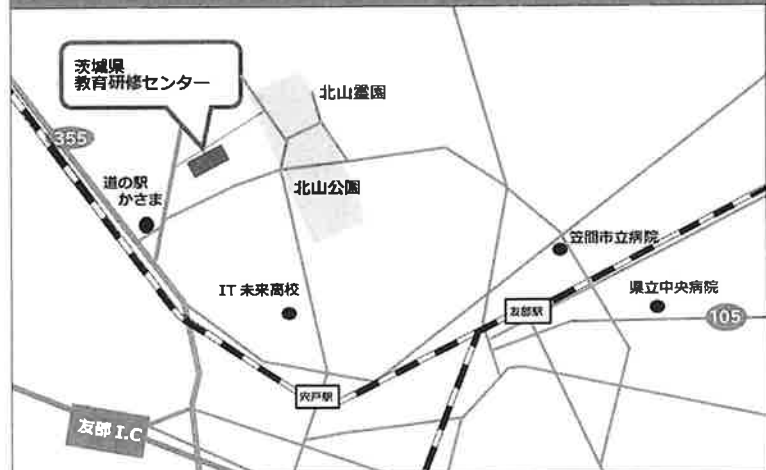 茨城県
教育研修センター
北山霊園
355
道の駅
かさま
北山公園
笠間市立病院
IT 未来高校
県立中央病院
友部駅
105
宍戸駅
友部 I.C